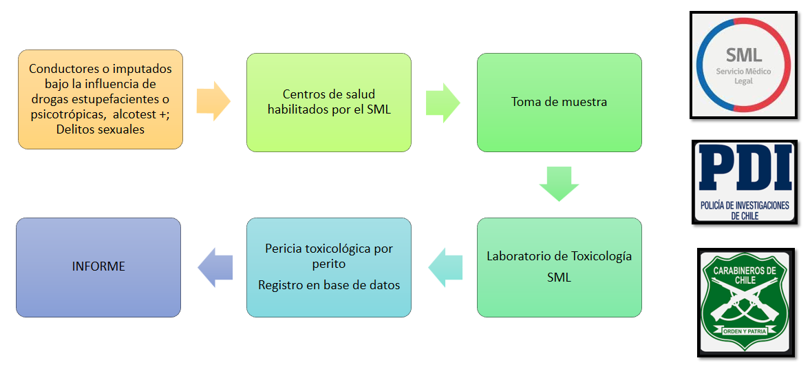 Conductores o imputados
bajo la influencia de
drogas estupefacientes o
psicotrópicas, alcotest +;
Delitos sexuales
Centros de salud
habilitados por el SML
Toma de muestra
Laboratorio de Toxicología
SML
Pericia toxicológica por
perito
Registro en base de datos
INFORME
SML
Servicio Médico
Legal
PDI
POLICÍA DE INVESTIGACIONES
DE CHILE
CARABINEROS DE
CHILE
ORDEN Y PATRIA